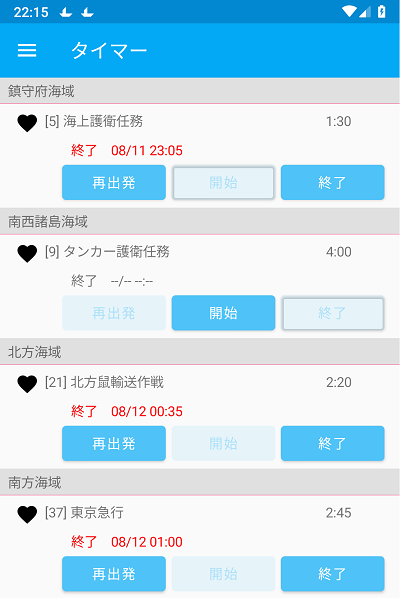 22:15
タイマー
鎮守府海域
[5] 海上護衛任務 1:30
終了 08/11 23:05
再出発 開始 終了
南西諸島海域
[9] タンカー護衛任務 4:00
終了 --/-- --:--
再出発 開始 終了
北方海域
[21] 北方鼠輸送作戦 2:20
終了 08/12 00:35
再出発 開始 終了
南方海域
[37] 東京急行 2:45
終了 08/12 01:00
再出発 開始 終了